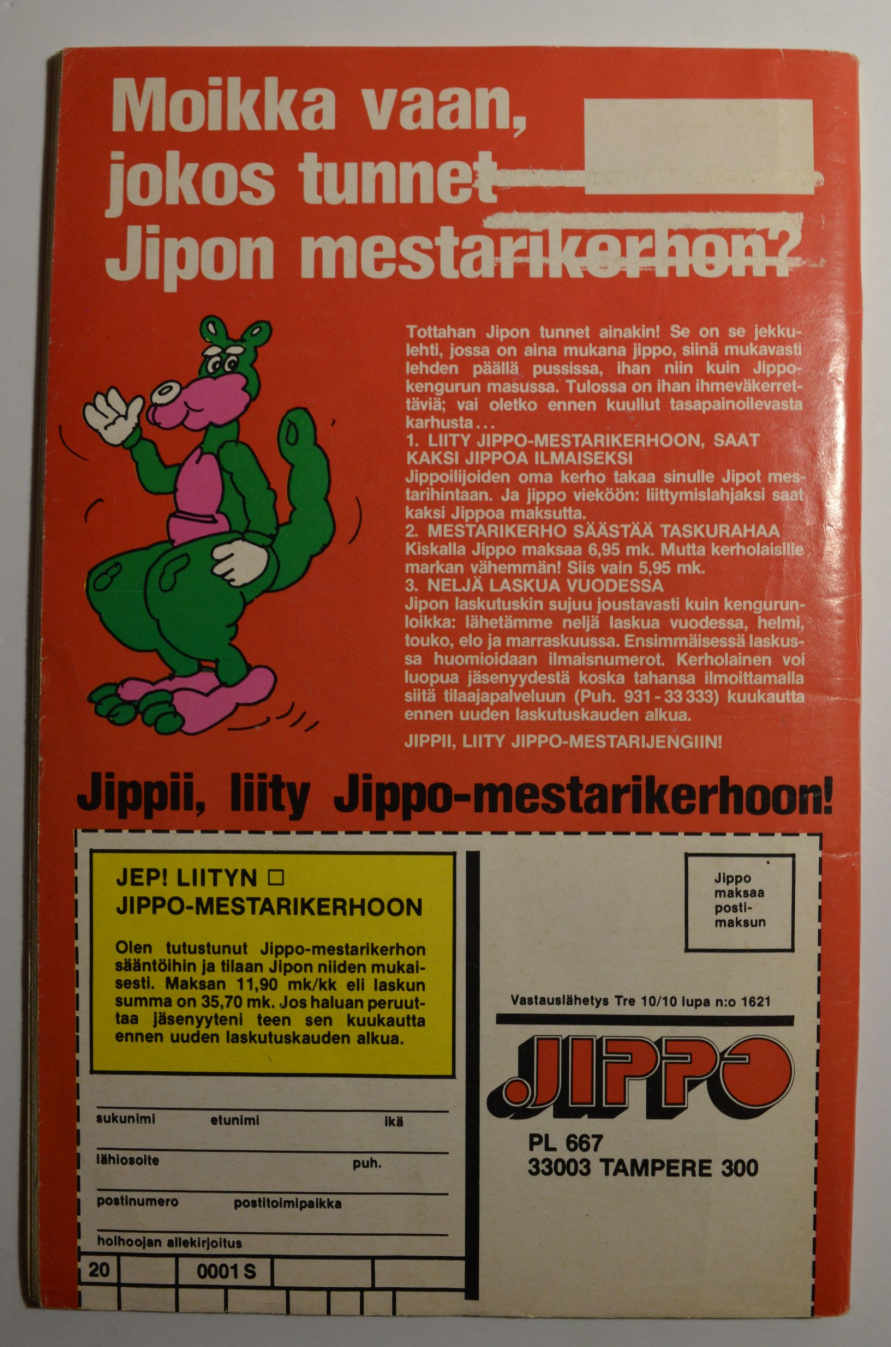 Moikka vaan,
jokos tunnet
Jipon mestarikerhon?
Tottahan Jipon tunnet ainakin! Se on se jekku-
lehti, jossa on aina mukana jippo, siinä mukavasti
lehden päällä pussissa, ihan niin kuin Jippo-
kengurun masussa. Tulossa on ihan ihmeväkerret-
täviä; vai oletko ennen kuullut tasapainoilevasta
karhusta...
1. LIITY JIPPO-MESTARIKERHOON, SAAT
KAKSI JIPPOA ILMAISEKSI
Jippoilijoiden oma kerho takaa sinulle Jipot mes-
tarihintaan. Ja jippo vieköön: liittymislahjaksi saat
kaksi Jippoa maksutta.
2. MESTARIKERHO SÄÄSTÄÄ TASKURAHAA
Kiskalla Jippo maksaa 6,95 mk. Mutta kerholaisille
markan vähemmän! Siis vain 5,95 mk.
3. NELJÄ LASKUA VUODESSA
Jipon laskutuskin sujuu joustavasti kuin kengurun-
loikka: lähetämme neljä laskua vuodessa, helmi,
touko, elo ja marraskuussa. Ensimmäisessä laskus-
sa huomioidaan ilmaisnumerot. Kerholainen voi
luopua jäsenyydestä koska tahansa ilmoittamalla
siitä tilaajapalveluun (Puh. 931-33 333) kuukautta
ennen uuden laskutuskauden alkua.
JIPPII, LIITY JIPPO-MESTARIJENGIIN!
Jippii, liity Jippo-mestarikerhoon!
JEP! LIITYN □
JIPPO-MESTARIKERHOON
Olen tutustunut Jippo-mestarikerhon
sääntöihin ja tilaan Jipon niiden mukai-
sesti. Maksan 11,90 mk/kk eli laskun
summa on 35,70 mk. Jos haluan peruut-
taa jäsenyyteni teen sen kuukautta
ennen uuden laskutuskauden alkua.
sukunimi etunimi ikä
lähiosoite puh.
postinumero postitoimipaikka
holhoojan allekirjoitus
20 0001 S
Jippo
maksaa
posti-
maksun
Vastauslähetys Tre 10/10 lupa n:o 1621
JIPPO
PL 667
33003 TAMPERE 300